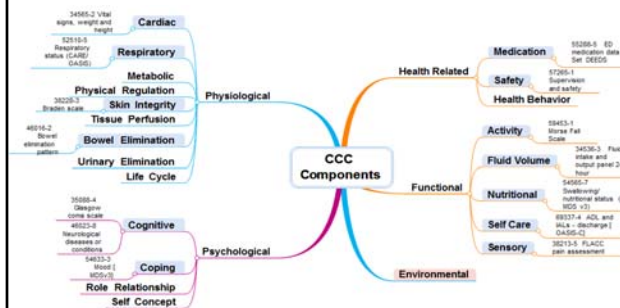 34565-2 Vital
signs, weight and
height
Cardiac
52510-5
Respiratory
status (CARE/
OASIS)
Respiratory
Metabolic
Physical Regulation
38228-3
Braden scale
Skin Integrity
Tissue Perfusion
46016-2
Bowel
elimination
pattern
Bowel Elimination
Urinary Elimination
Life Cycle
Physiological
35088-4
Glasgow
coma scale
46023-8
Neurological
diseases or
conditions
Cognitive
54633-3
Mood [
MDSv3]
Coping
Role Relationship
Self Concept
Psychological
CCC
Components
Health Related
Medication
55288-5 ED
medication data
Set DEEDS
Safety
57265-1
Supervision
and safety
Health Behavior
Functional
Activity
59453-1
Morse Fall
Scale
Fluid Volume
34536-3
intake and
output panel
hour
Nutritional
54565-7
Swallowing/
nutritional status
MDS v3)
Self Care
69337-4 ADL and
IALs – discharge [
OASIS-C]
Sensory
38213-5 FLACC
pain assessment
Environmental